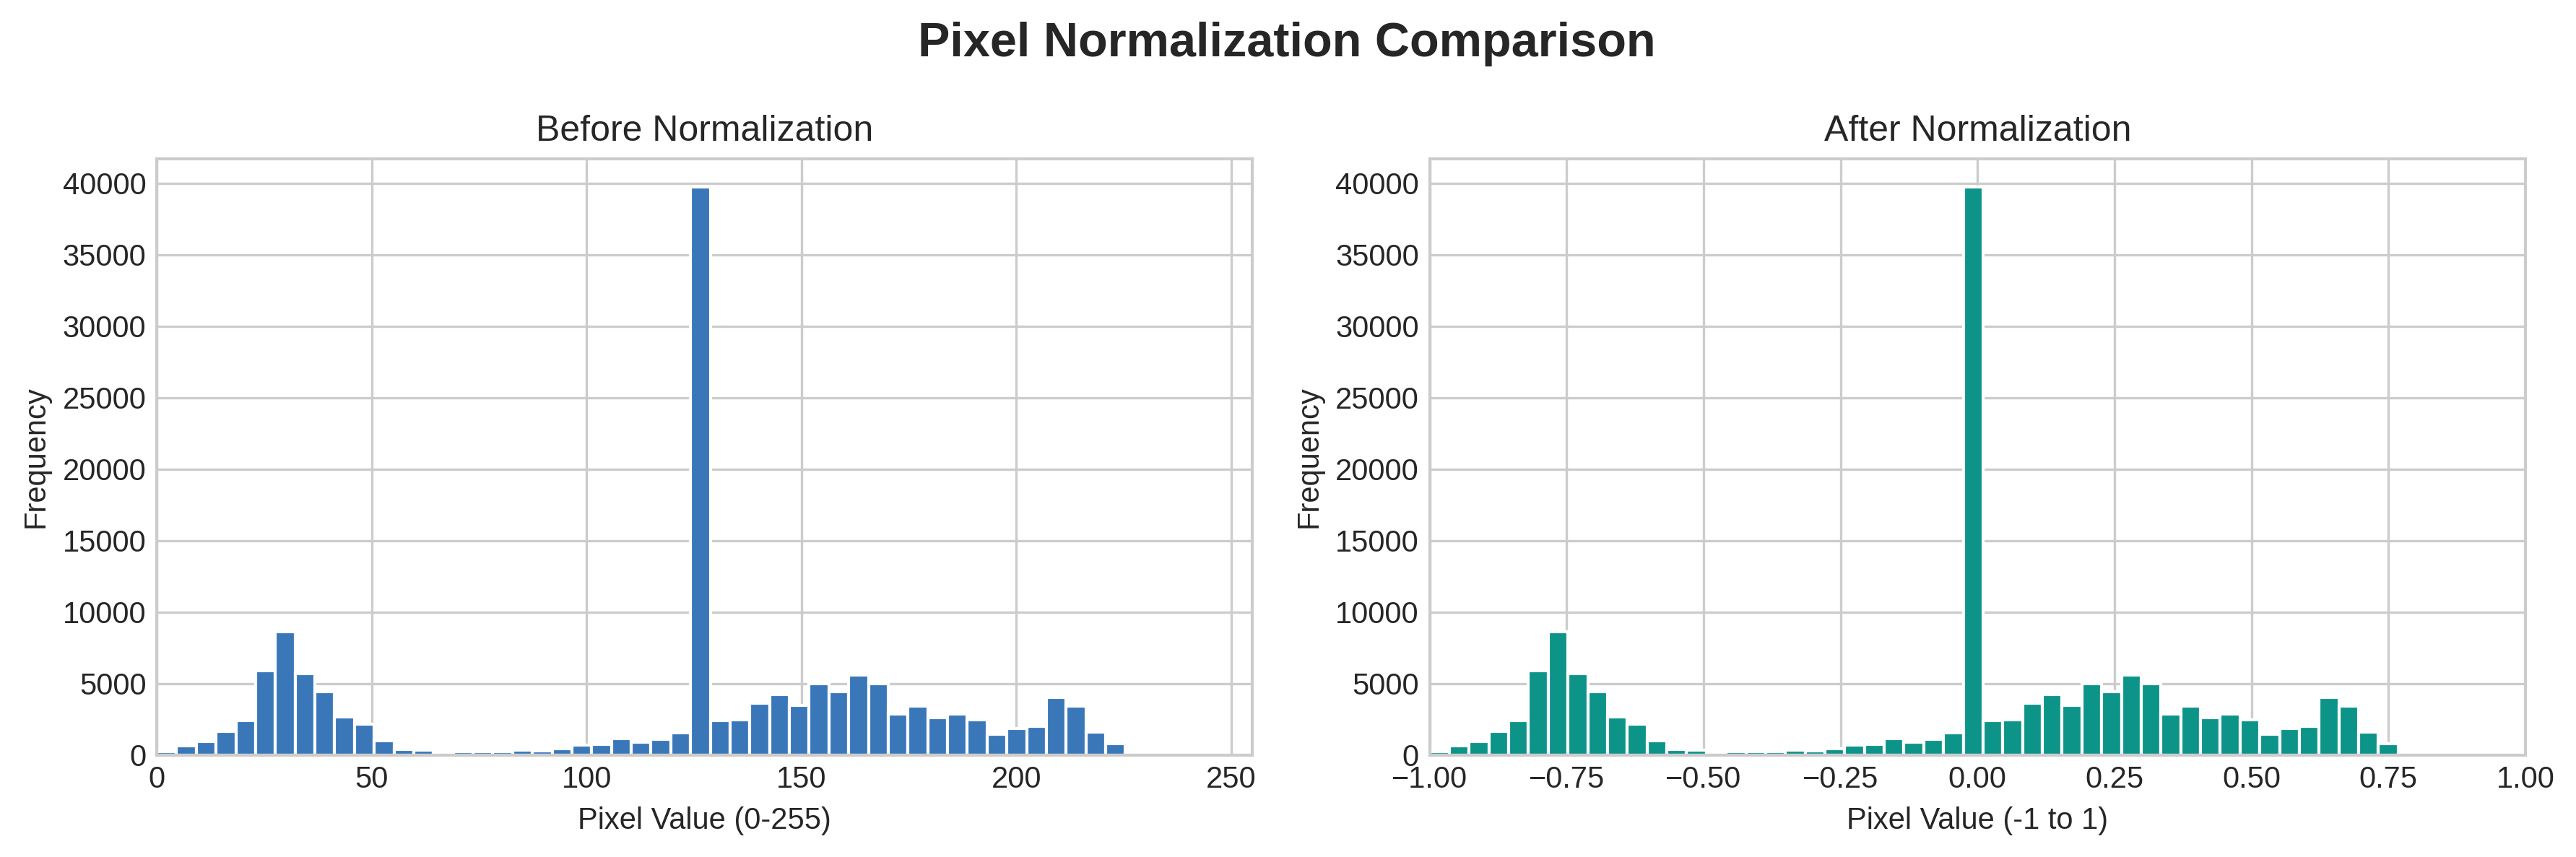 Pixel Normalization Comparison
Before Normalization
40000
35000
30000
25000
20000
15000
10000
5000
0
Frequency
0 50 100 150 200 250
Pixel Value (0-255)
After Normalization
40000
35000
30000
25000
20000
15000
10000
5000
0
Frequency
−1.00 −0.75 −0.50 −0.25 0.00 0.25 0.50 0.75 1.00
Pixel Value (-1 to 1)